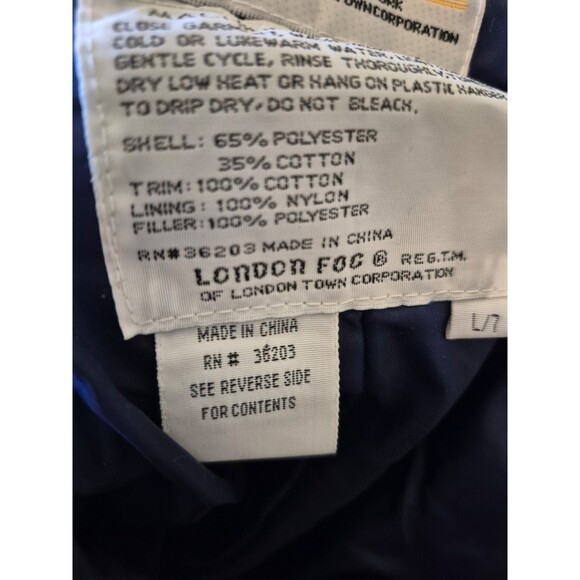 TOWN CORPORATION
CLOSE
COLD OR LUKEWARM WATER,
GENTLE CYCLE, RINSE THOROUGHLY,
DRY LOW HEAT OR HANG ON PLASTIC HANGER
TO DRIP DRY. DO NOT BLEACH.
SHELL: 65% POLYESTER
35% COTTON
TRIM: 100% COTTON
LINING: 100% NYLON
FILLER: 100% POLYESTER
RN# 36203 MADE IN CHINA
LONDON FOG ® REG.T.M.
OF LONDON TOWN CORPORATION
L/7
MADE IN CHINA
RN # 36203
SEE REVERSE SIDE
FOR CONTENTS